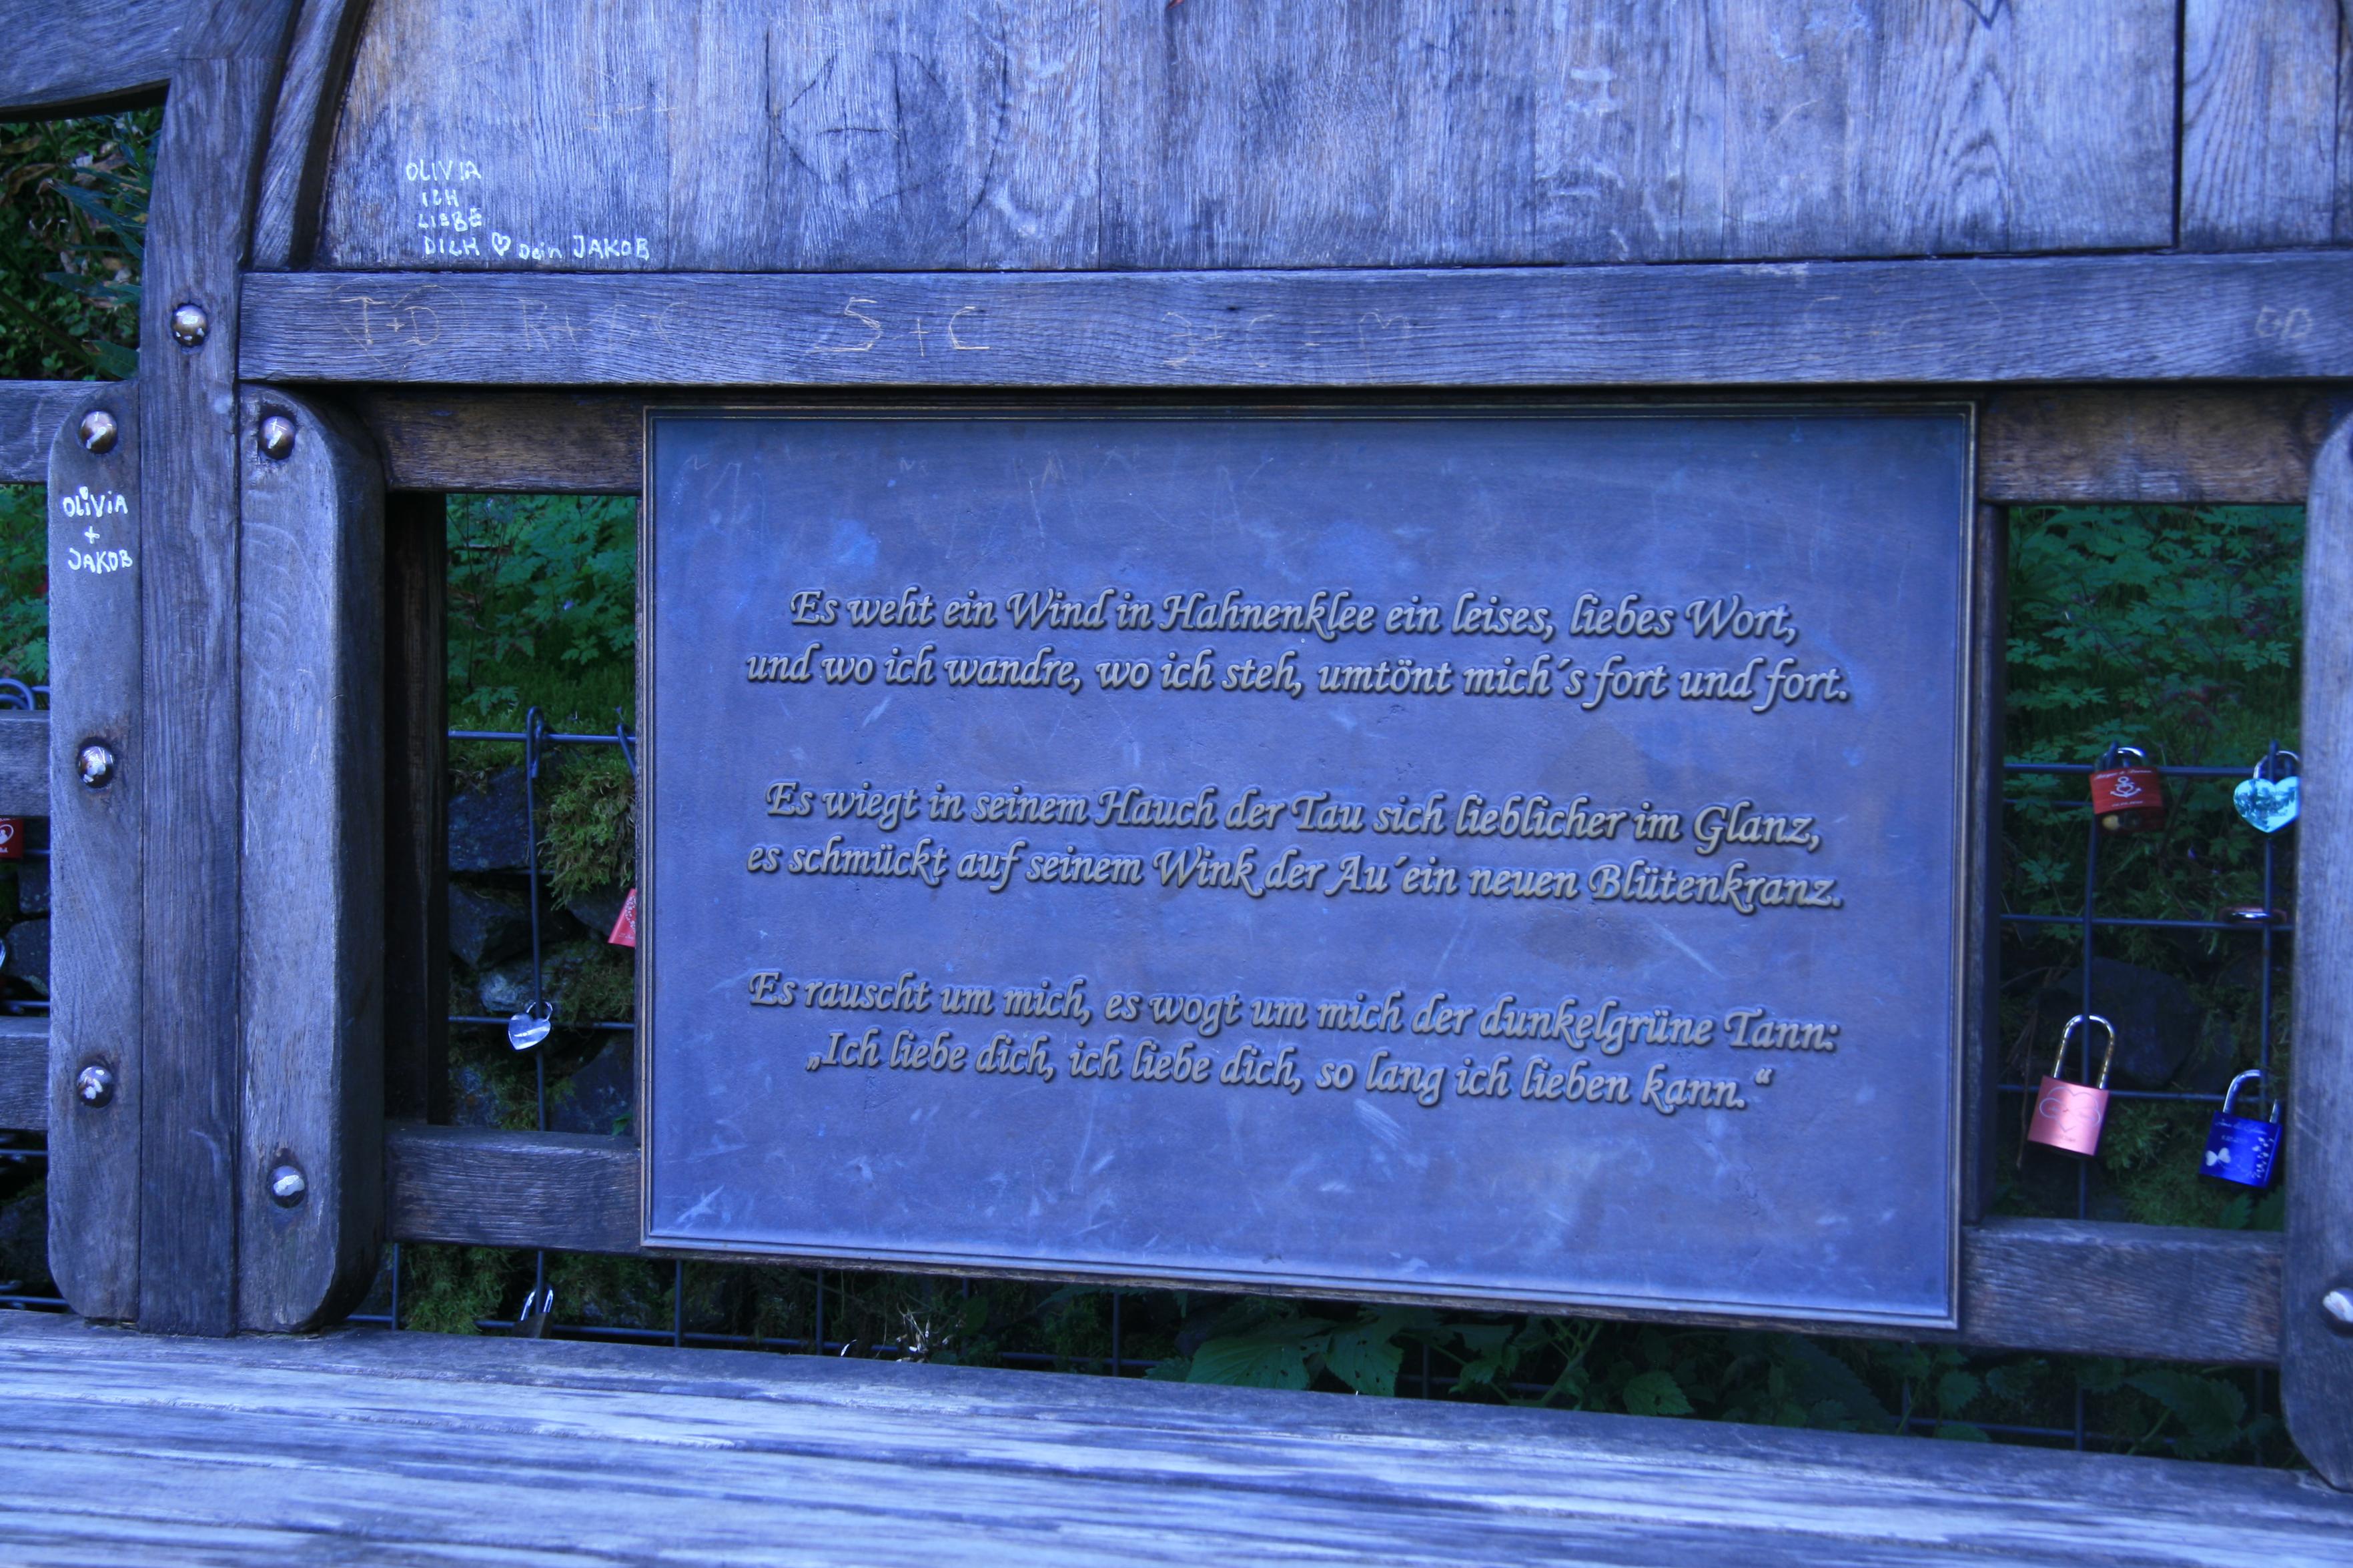 OLIVIA
ICH
LIEBE
DICH ♡ Dein JAKOB
T+D
S + C
OLIViA
+
JAKOB
Es weht ein Wind in Hahnenklee ein leises, liebes Wort,
und wo ich wandre, wo ich steh, umtönt mich´s fort und fort.
Es wiegt in seinem Hauch der Tau sich lieblicher im Glanz,
es schmückt auf seinem Wink der Au´ein neuen Blütenkranz.
Es rauscht um mich, es wogt um mich der dunkelgrüne Tann:
„Ich liebe dich, ich liebe dich, so lang ich lieben kann.“